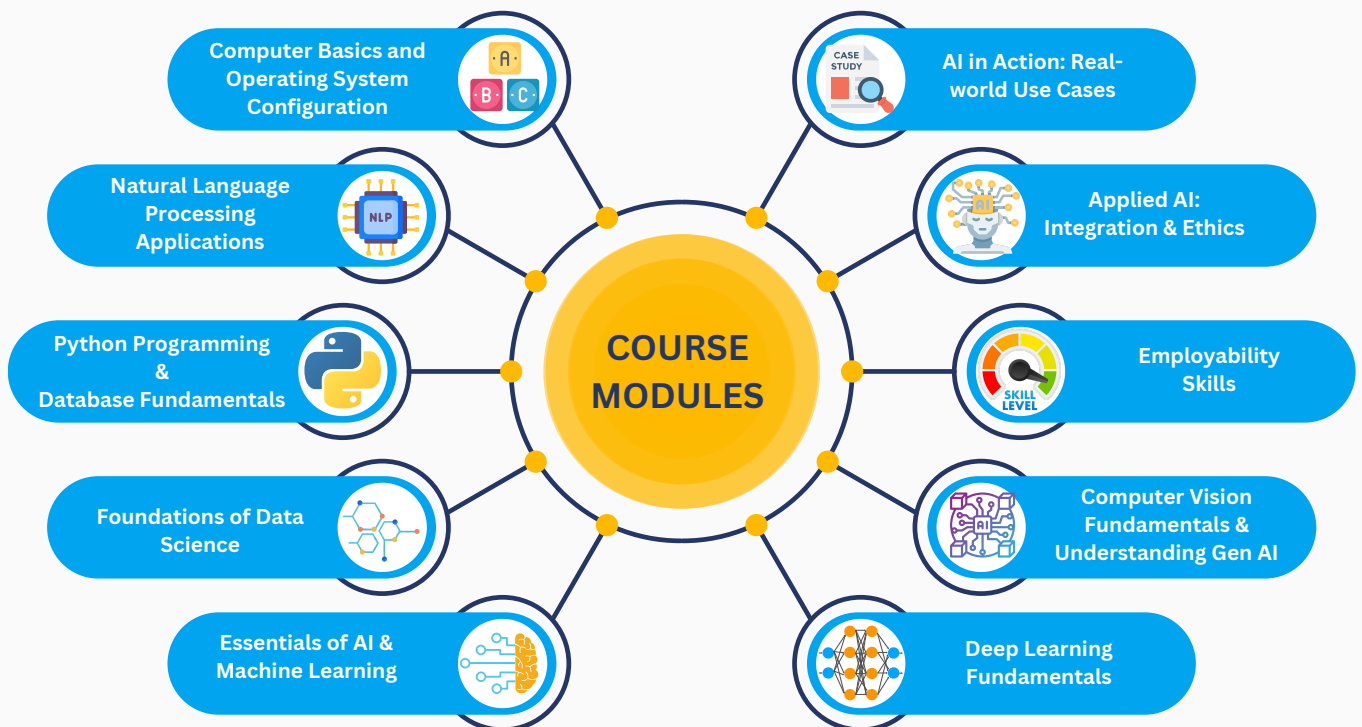 Computer Basics and
Operating System
Configuration
A
B
C
Natural Language
Processing
Applications
NLP
Python Programming
&
Database Fundamentals
Foundations of Data
Science
Essentials of AI &
Machine Learning
COURSE
MODULES
CASE
STUDY
AI in Action: Real-
world Use Cases
AI
Applied AI:
Integration & Ethics
SKILL
LEVEL
Employability
Skills
AI
Computer Vision
Fundamentals &
Understanding Gen AI
Deep Learning
Fundamentals